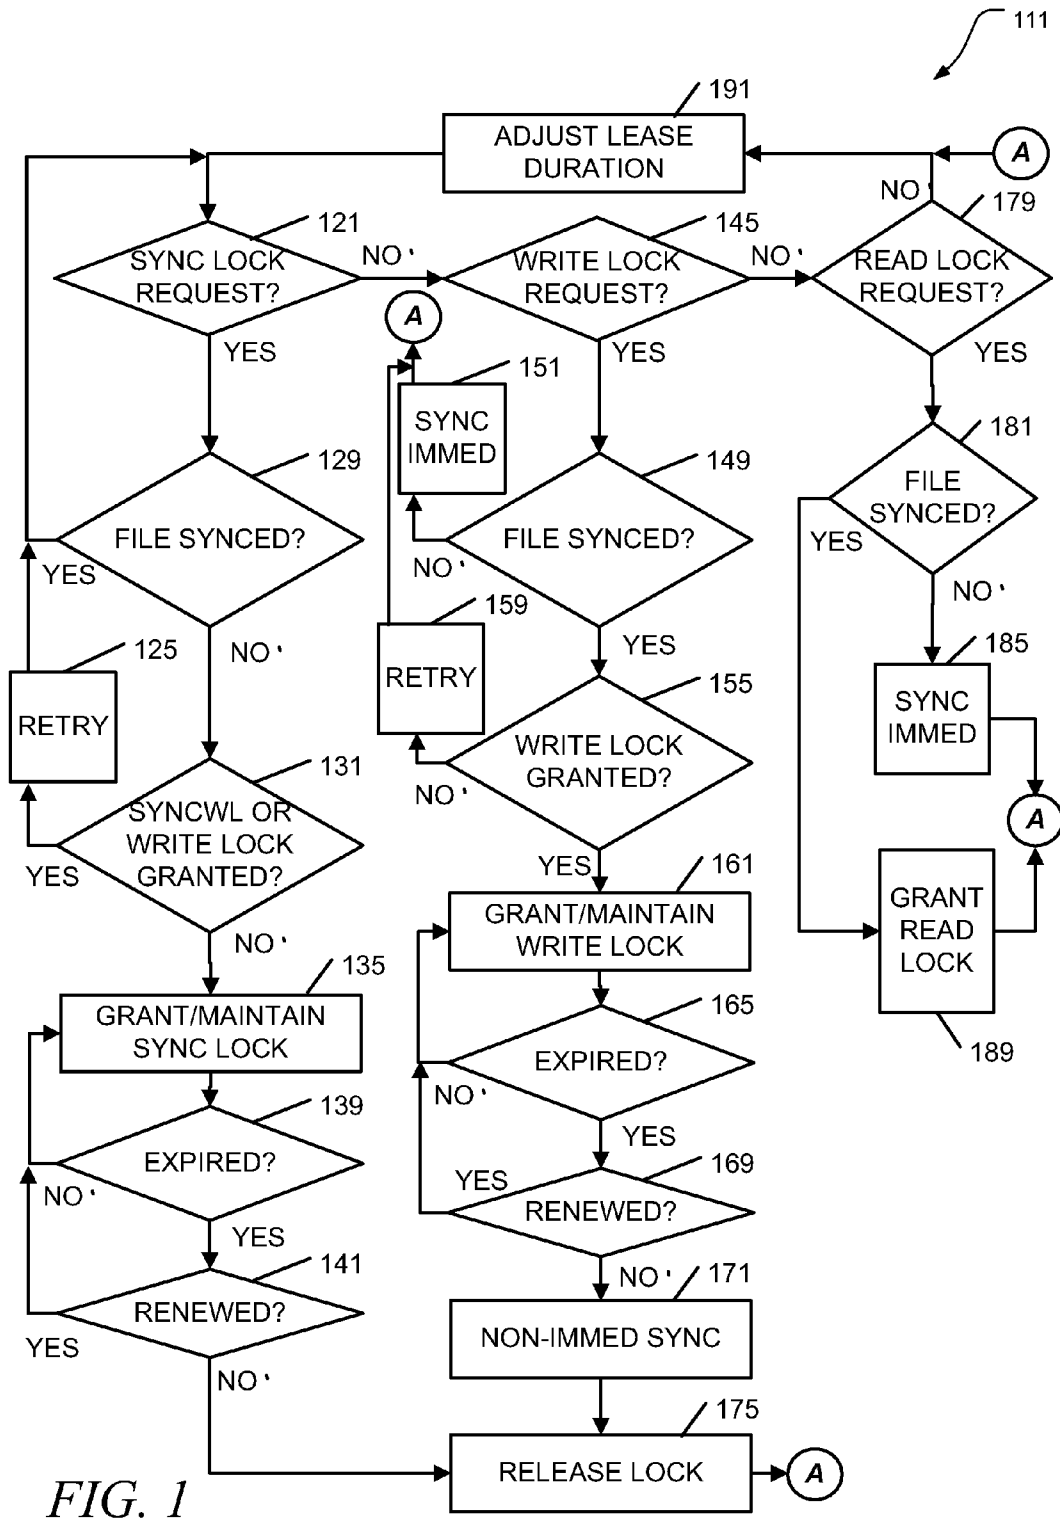 111
191
ADJUST LEASE
DURATION
A
NO
179
121
SYNC LOCK
REQUEST?
NO
145
WRITE LOCK
REQUEST?
NO
READ LOCK
REQUEST?
YES
A
YES
YES
151
SYNC
IMMED
129
FILE SYNCED?
YES
149
FILE SYNCED?
NO
181
FILE
SYNCED?
YES
NO
NO
125
RETRY
159
RETRY
YES
155
WRITE LOCK
GRANTED?
NO
185
SYNC
IMMED
A
131
SYNCWL OR
WRITE LOCK
GRANTED?
YES
NO
YES
161
GRANT/MAINTAIN
WRITE LOCK
GRANT
READ
LOCK
189
135
GRANT/MAINTAIN
SYNC LOCK
165
EXPIRED?
NO
YES
139
EXPIRED?
NO
YES
169
YES
RENEWED?
NO
141
RENEWED?
YES
NO
171
NON-IMMED SYNC
175
RELEASE LOCK
A
FIG. 1